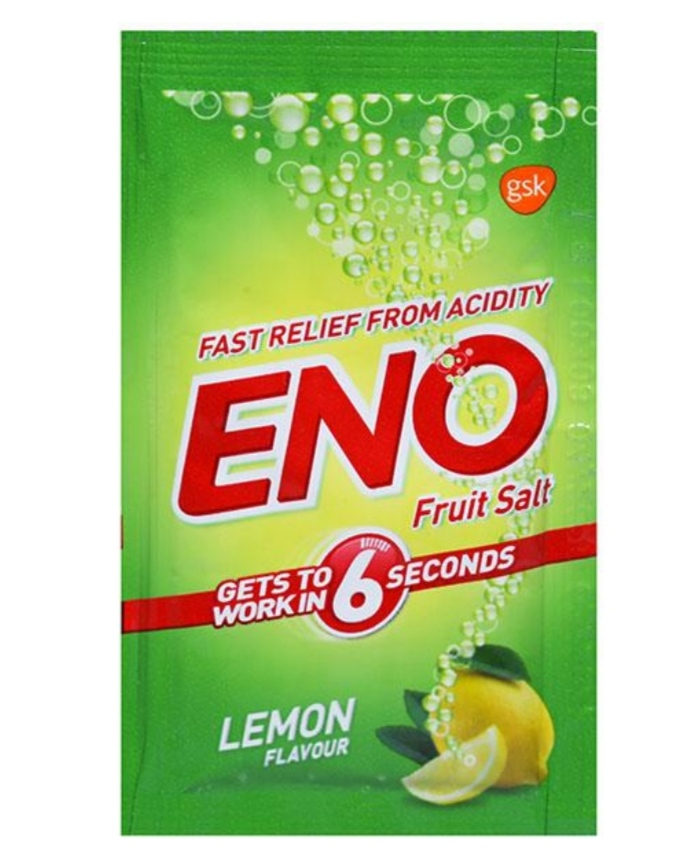 gsk
FAST RELIEF FROM ACIDITY
ENO
Fruit Salt
GETS TO
WORK IN
6
SECONDS
LEMON
FLAVOUR